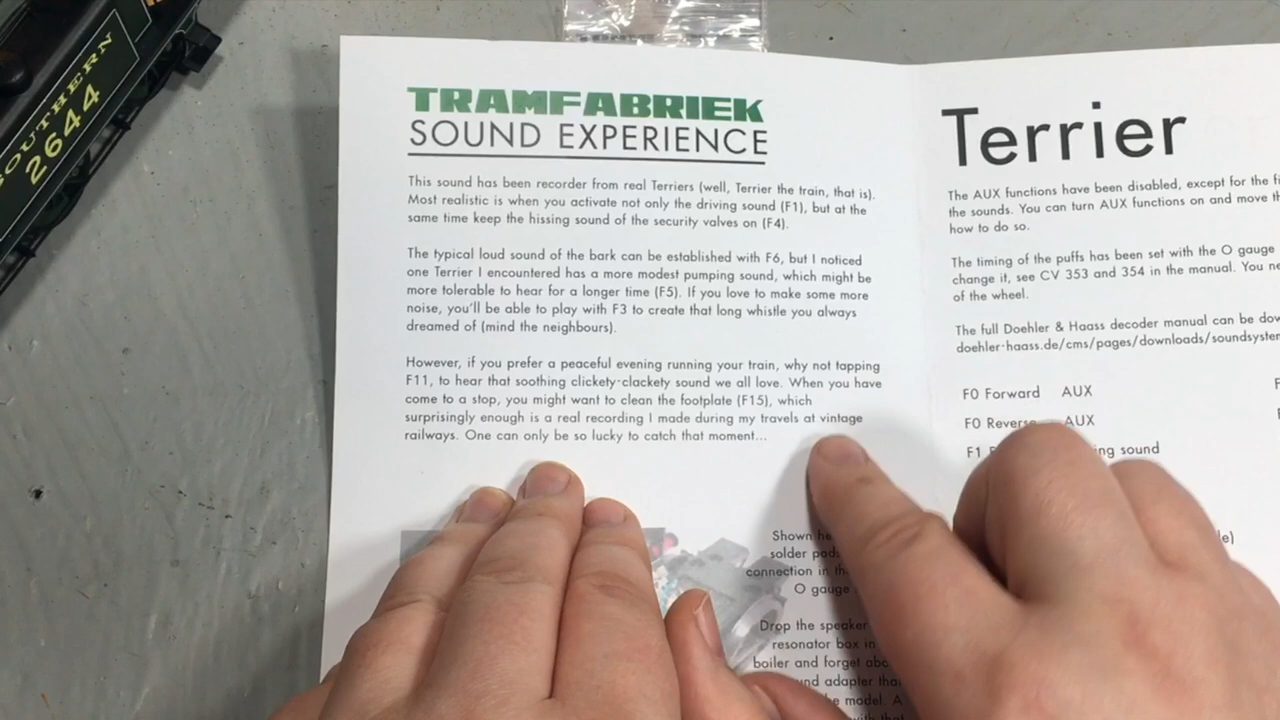 SOUTHERN
2644
TRAMFABRIEK
SOUND EXPERIENCE
This sound has been recorder from real Terriers (well, Terrier the train, that is).
Most realistic is when you activate not only the driving sound (F1), but at the
same time keep the hissing sound of the security valves on (F4).
The typical loud sound of the bark can be established with F6, but I noticed
one Terrier I encountered has a more modest pumping sound, which might be
more tolerable to hear for a longer time (F5). If you love to make some more
noise, you'll be able to play with F3 to create that long whistle you always
dreamed of (mind the neighbours).
However, if you prefer a peaceful evening running your train, why not tapping
F11, to hear that soothing clickety-clackety sound we all love. When you have
come to a stop, you might want to clean the footplate (F15), which
surprisingly enough is a real recording I made during my travels at vintage
railways. One can only be so lucky to catch that moment...
Shown
solder
connection in
O gauge
Drop the speaker
resonator box in
boiler and forget
adapter
model. A
Terrier
The AUX functions have been disabled, except for the
the sounds. You can turn AUX functions on and move
how to do so.
The timing of the puffs has been set with the O gauge
change it, see CV 353 and 354 in the manual. You
of the wheel.
The full Doehler & Haass decoder manual can be
doehler-haass.de/cms/pages/downloads/soundsystem
F0 Forward AUX
F0 Reverse AUX
F1 sound